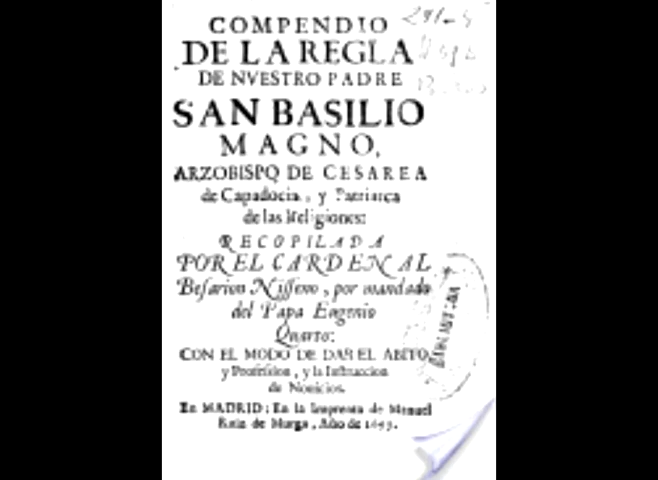 COMPENDIO
DE LA REGLA
DE NVESTRO PADRE
SAN BASILIO
MAGNO,
ARZOBISPO DE CESAREA
de Capadocia, y Patriarca
de las Religiones:
RECOPILADA
POR EL CARDENAL
Besarion Nisseno, por mandado
del Papa Eugenio
Quarto:
CON EL MODO DE DAR EL ABITO,
y Profession, y la Instruccion
de Nouicios.
En MADRID: En la Imprenta de Manuel
Ruiz de Murga, Año de